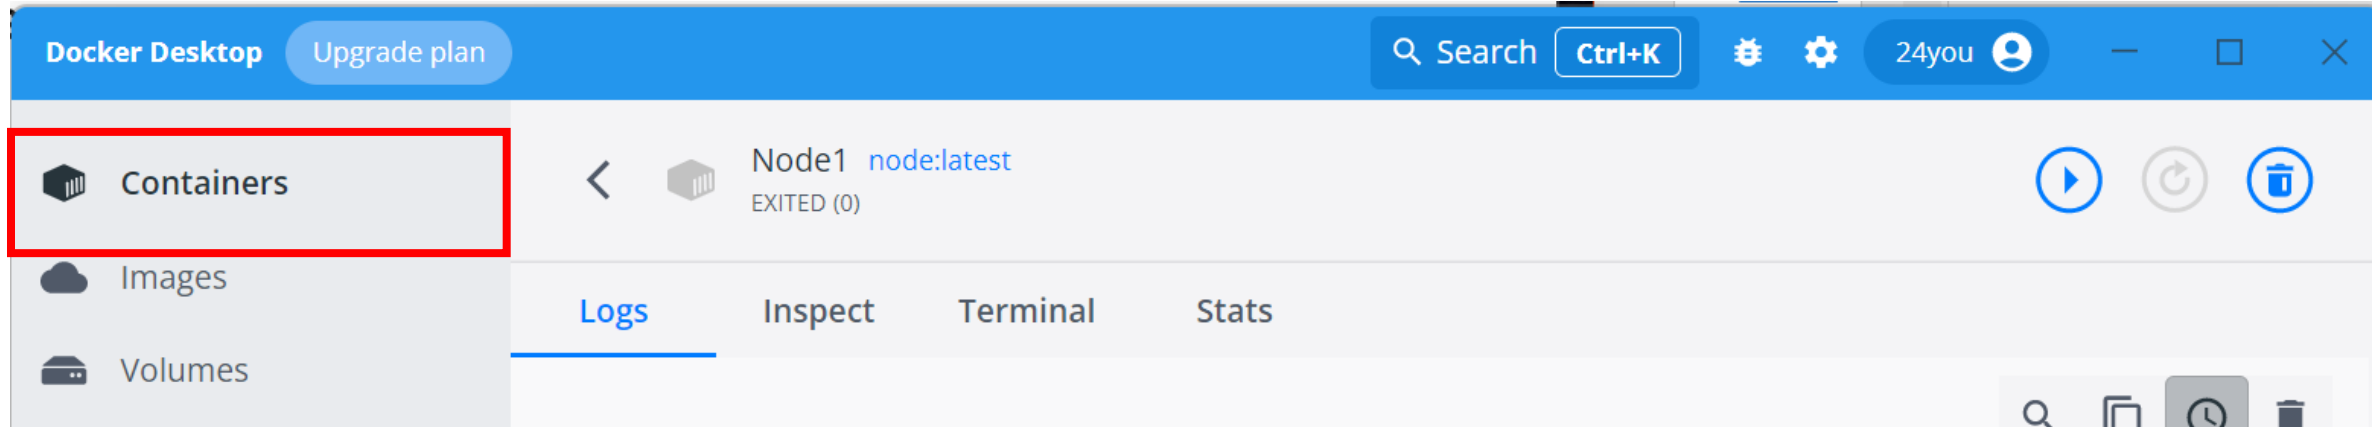 Docker Desktop Upgrade plan Search Ctrl+K 24you
Containers
Images
Volumes
Node1 node:latest
EXITED (0)
Logs Inspect Terminal Stats